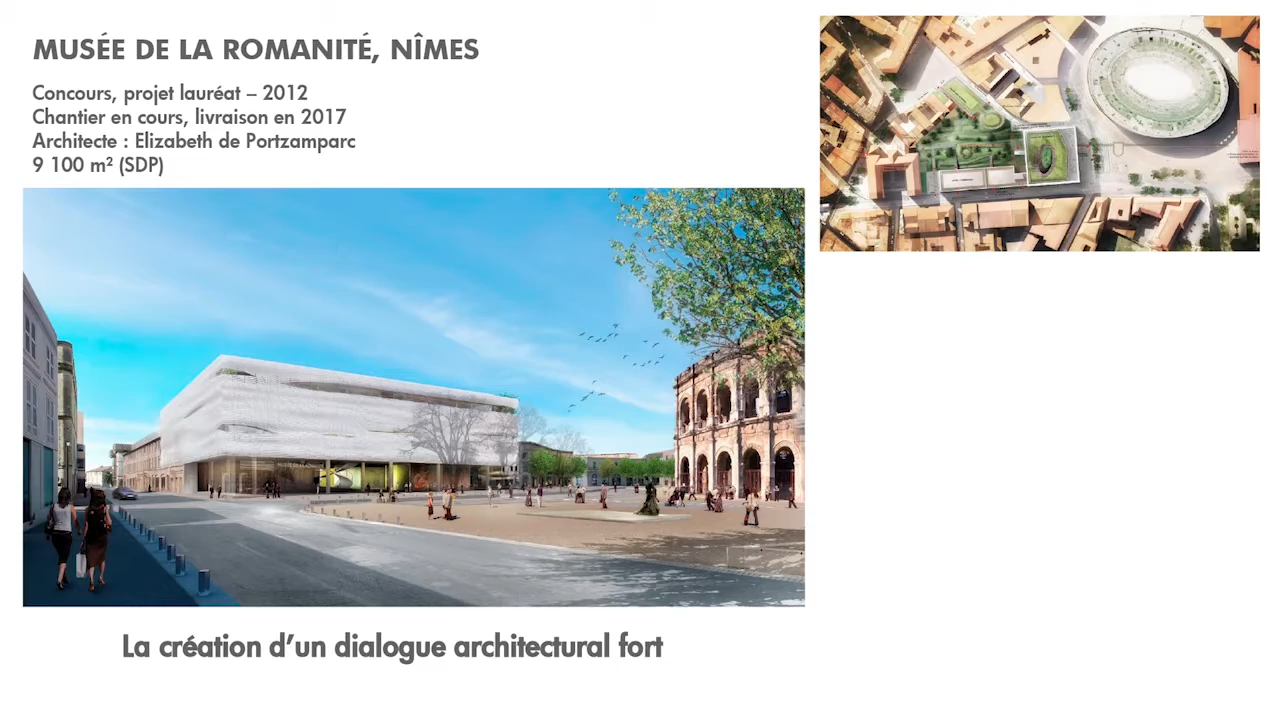 MUSÉE DE LA ROMANITÉ, NÎMES
Concours, projet lauréat – 2012
Chantier en cours, livraison en 2017
Architecte : Elizabeth de Portzamparc
9 100 m² (SDP)
La création d’un dialogue architectural fort